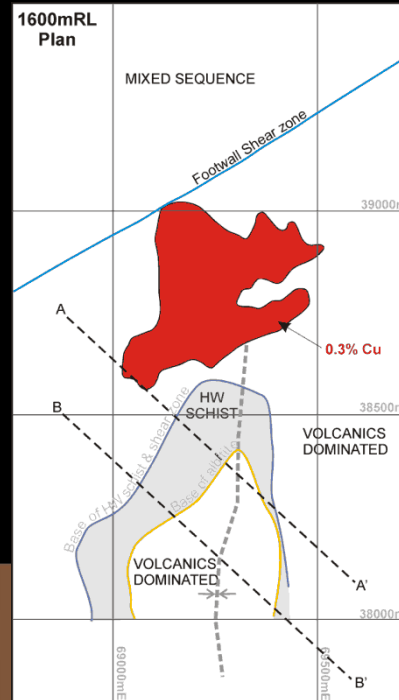 1600mRL
Plan
MIXED SEQUENCE
Footwall Shear zone
39000m
A
0.3% Cu
B
HW
SCHIST
38500m
VOLCANICS
DOMINATED
Base of HW schist & shear zone
Base of
VOLCANICS
DOMINATED
A'
38000m
B'
69000mE
69500mE